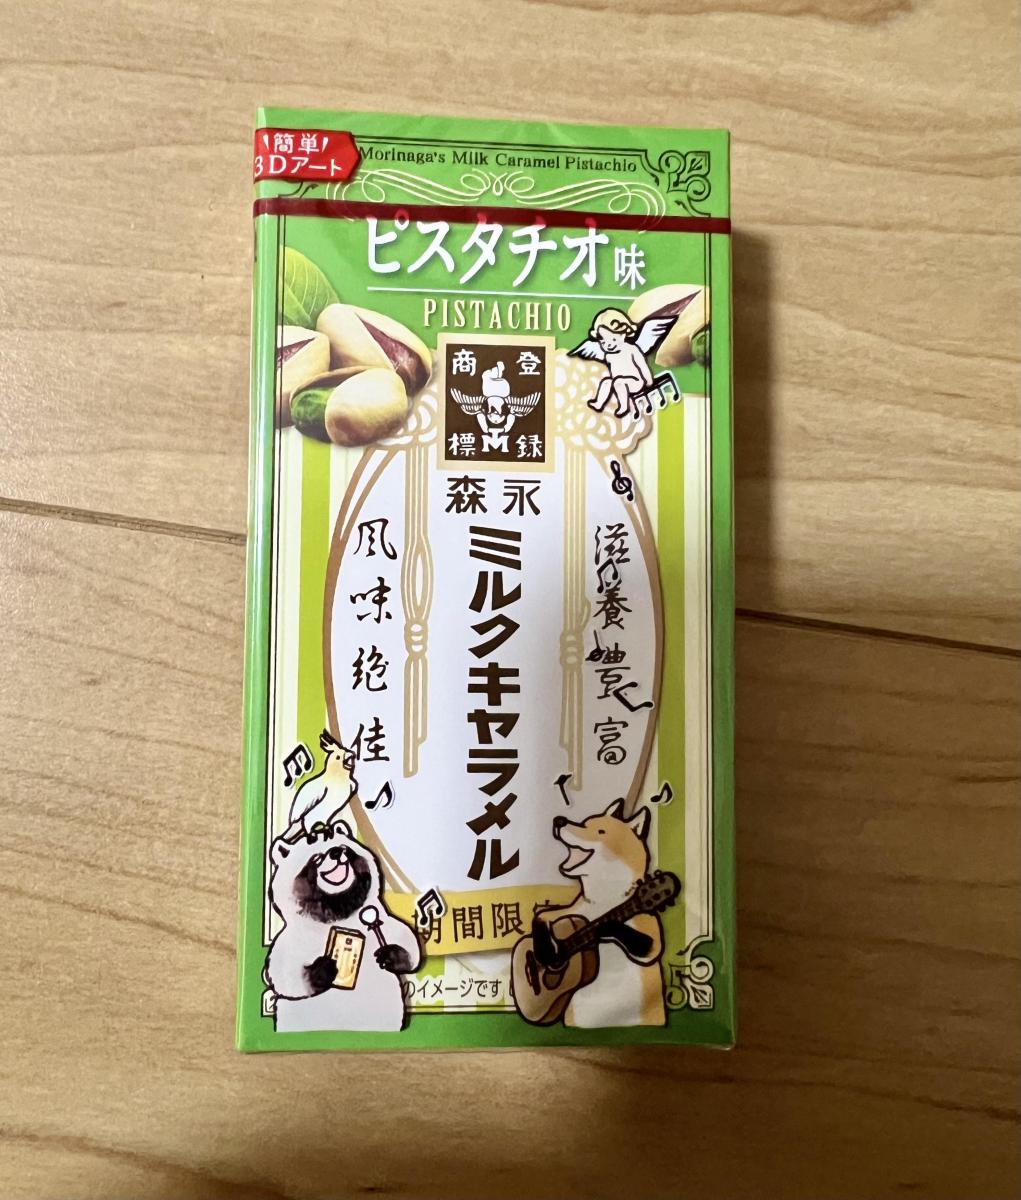 簡単
3Dアート
Morinaga's Milk Caramel Pistachio
ピスタチオ味
PISTACHIO
商登
標録
森永
ミルクキャラメル
滋養豊富
風味絶佳
期間限定
のイメージです